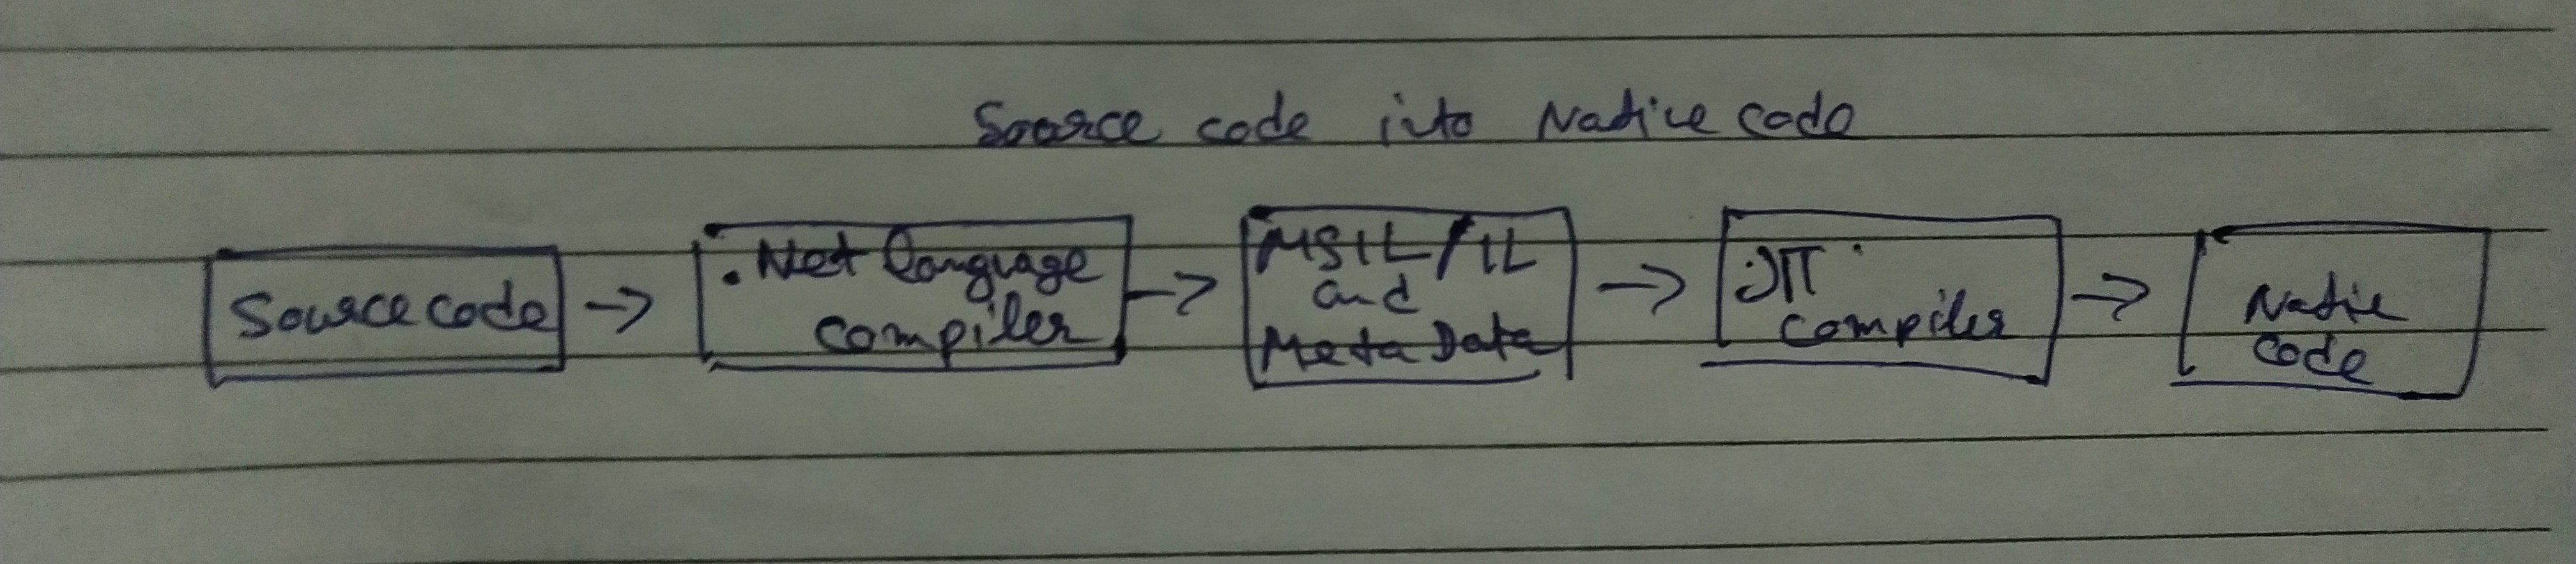 Source code into Native code
Source code
.Net language
compiler
MSIL/IL
and
Meta Data
JIT
compiler
Native
code